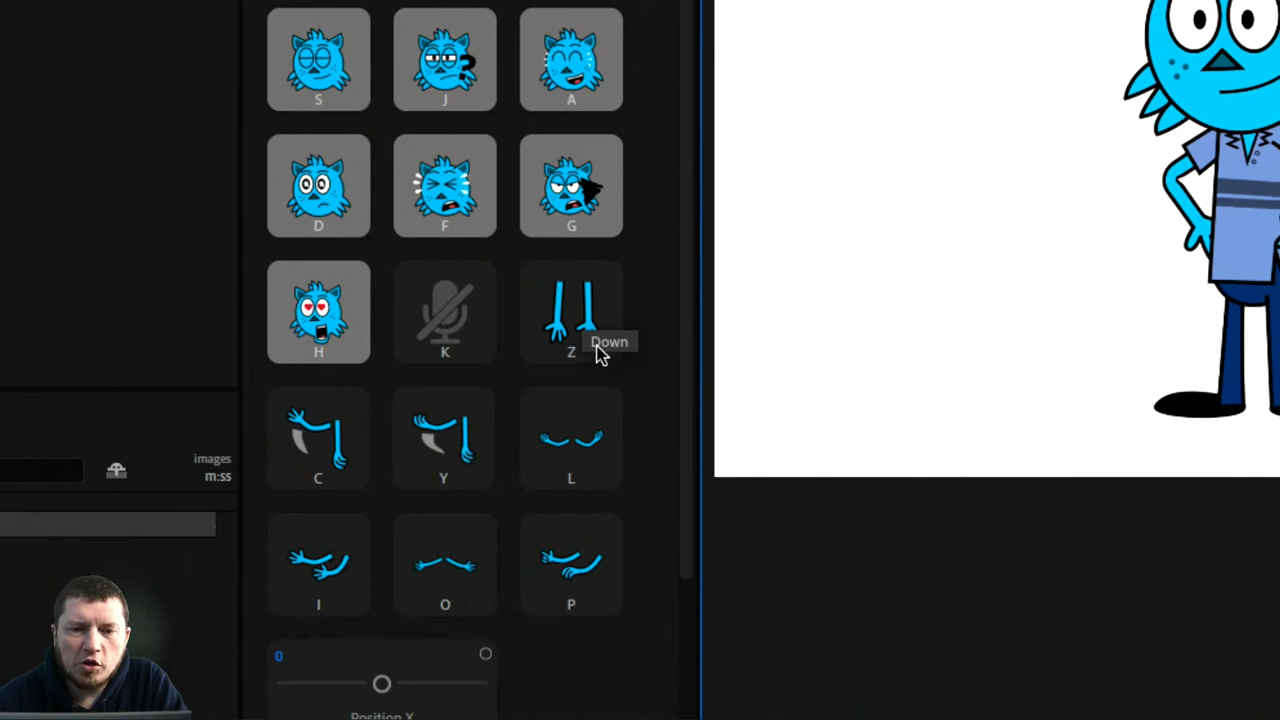 S J A
D F G
H K Z
Down
C Y L
images
m:ss
I O P
0
Position X